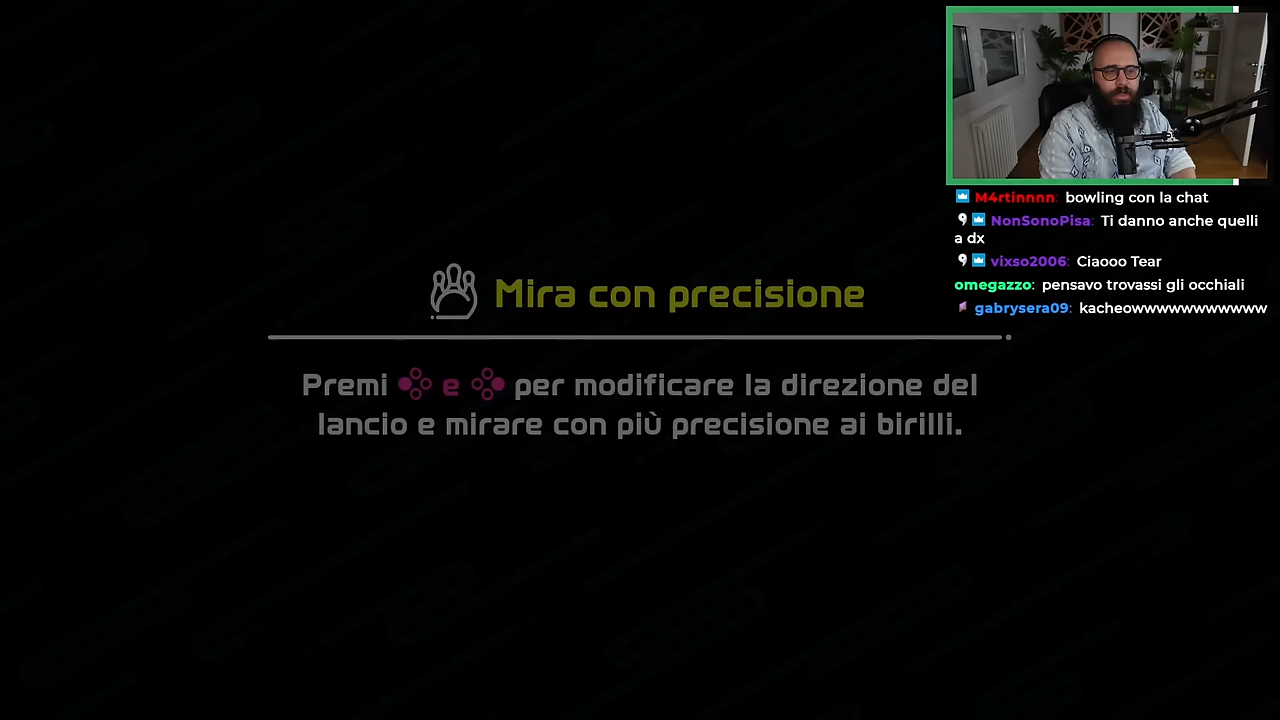 Mira con precisione
Premi e per modificare la direzione del
lancio e mirare con più precisione ai birilli.
M4rtinnnn: bowling con la chat
NonSonoPisa: Ti danno anche quelli
a dx
vixso2006: Ciaooo Tear
omegazzo: pensavo trovassi gli occhiali
gabrysera09: kacheowwwwwwwwwww